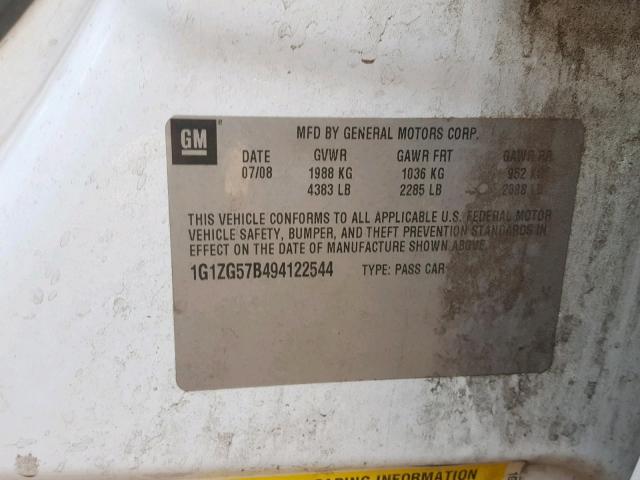 GM
MFD BY GENERAL MOTORS CORP.
DATE GVWR GAWR FRT GAWR RR
07/08 1988 KG 1036 KG 952 KG
4383 LB 2285 LB 2098 LB
THIS VEHICLE CONFORMS TO ALL APPLICABLE U.S. FEDERAL MOTOR
VEHICLE SAFETY, BUMPER, AND THEFT PREVENTION STANDARDS IN
EFFECT ON THE DATE OF MANUFACTURE SHOWN ABOVE.
1G1ZG57B494122544 TYPE: PASS CAR
INFORMATION